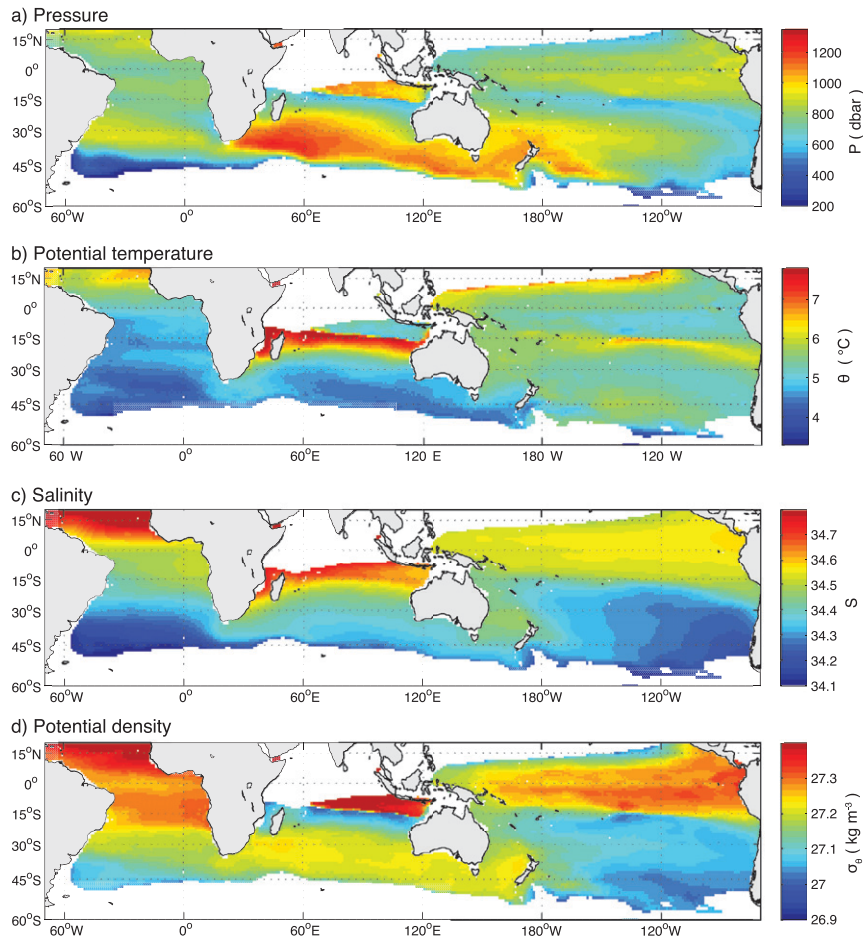 a) Pressure
15°N
0°
15°S
30°S
45°S
60°S
60°W 0° 60°E 120°E 180°W 120°W
1200
1000
800
600
400
200
P (dbar)
b) Potential temperature
15°N
0°
15°S
30°S
45°S
60°S
60 W 0° 60°E 120 E 180°W 120 W
7
6
5
4
θ ( °C)
c) Salinity
15°N
0°
15°S
30°S
45°S
60°S
60°W 0° 60°E 120°E 180°W 120°W
34.7
34.6
34.5
34.4
34.3
34.2
34.1
S
d) Potential density
15°N
0°
15°S
30°S
45°S
60°S
60°W 0° 60°E 120°E 180°W 120°W
27.3
27.2
27.1
27
26.9
σθ ( kg m-3)